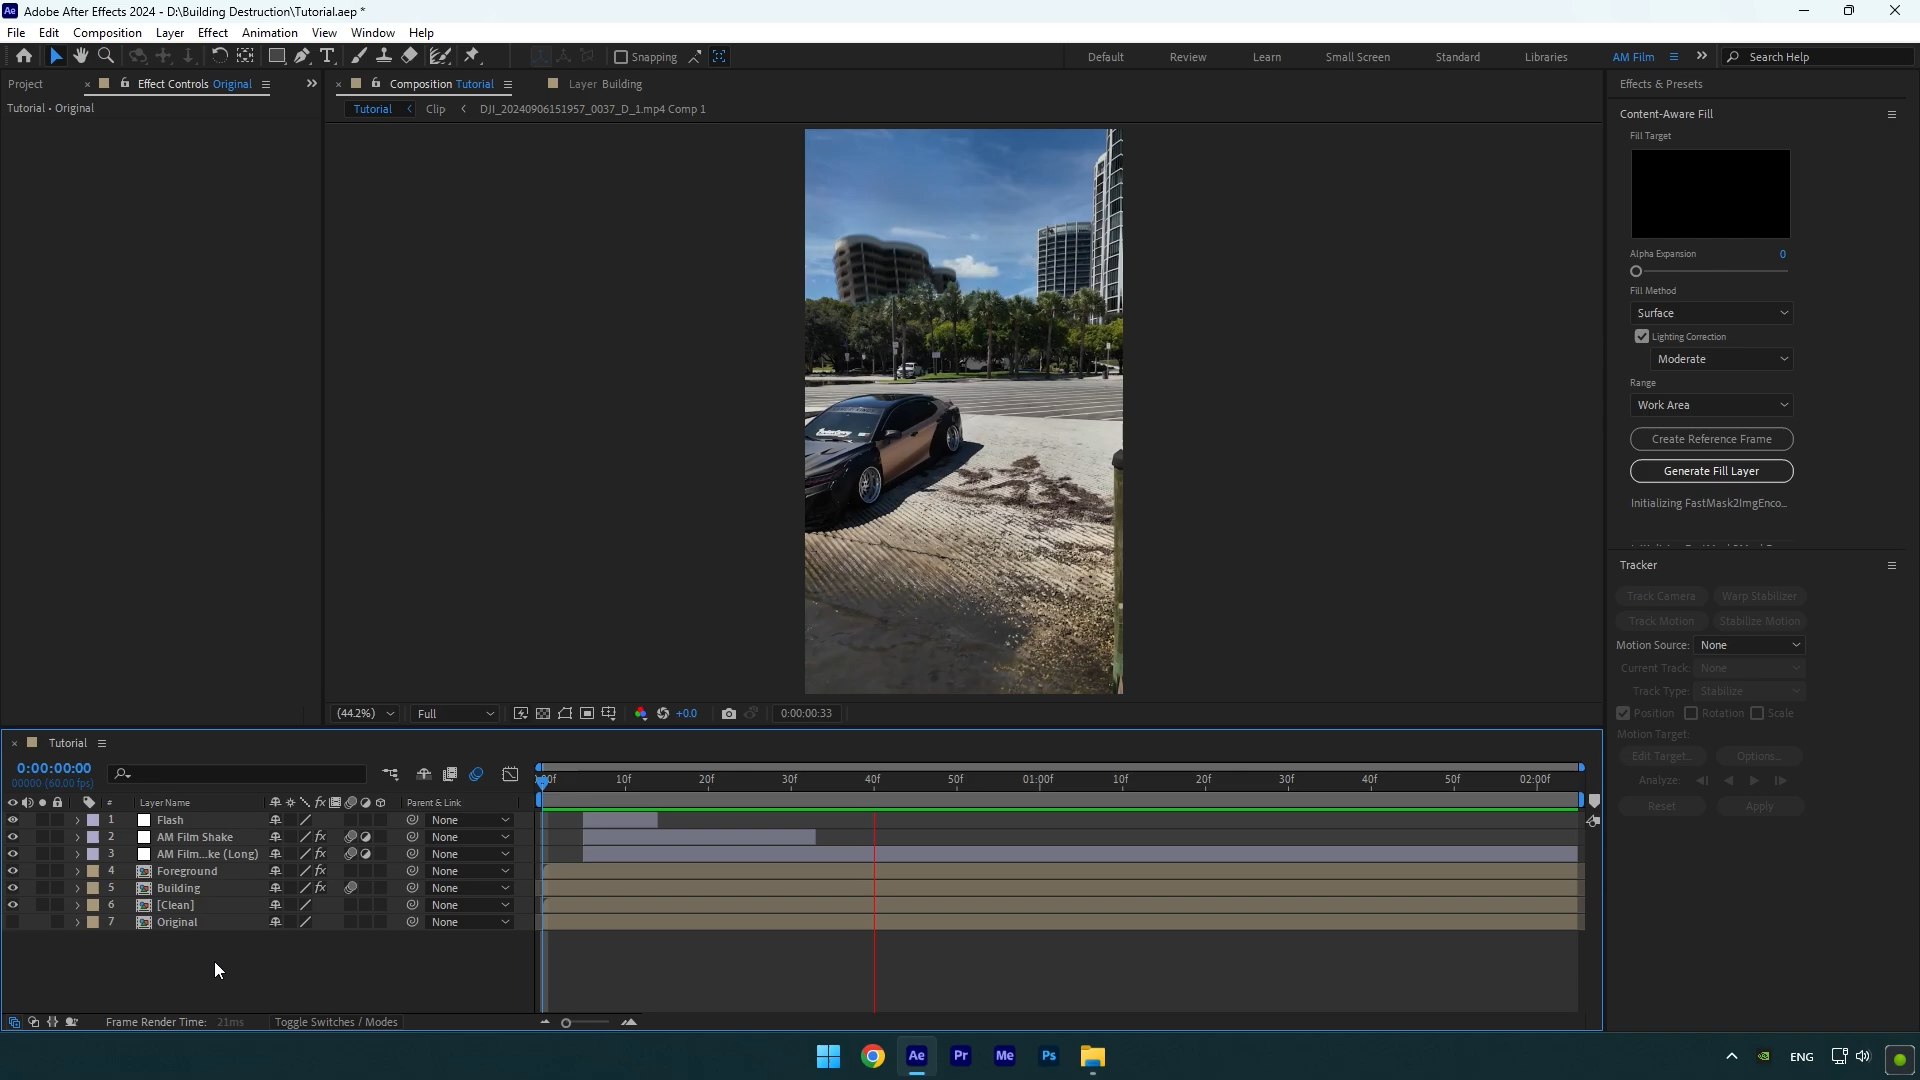 Adobe After Effects 2024 - D:\Building Destruction\Tutorial.aep *
File Edit Composition Layer Effect Animation View Window Help
Snapping
Default Review Learn Small Screen Standard Libraries AM Film Search Help
Project Effect Controls Original
Composition Tutorial Layer Building
Effects & Presets
Tutorial • Original
Tutorial Clip DJI_20240906151957_0037_D_1.mp4 Comp 1
Content-Aware Fill
Fill Target
Alpha Expansion 0
Fill Method
Surface
Lighting Correction
Moderate
Range
Work Area
Create Reference Frame
Generate Fill Layer
Initializing FastMask2ImgEnco...
Tracker
Track Camera Warp Stabilizer
Track Motion Stabilize Motion
Motion Source: None
Current Track: None
Track Type: Stabilize
Position Rotation Scale
Motion Target:
Edit Target... Options...
Analyze:
Reset Apply
(44.2%) Full +0.0 0:00:00:33
Tutorial
0:00:00:00
00000 (60.00 fps)
10f 20f 30f 40f 50f 01:00f 10f 20f 30f 40f 50f 02:00f
# Layer Name fx Parent & Link
1 Flash None
2 AM Film Shake fx None
3 AM Film...ke (Long) fx None
4 Foreground None
5 Building fx None
6 [Clean] None
7 Original None
Frame Render Time: 21ms Toggle Switches / Modes
Ae Pr Me Ps
ENG